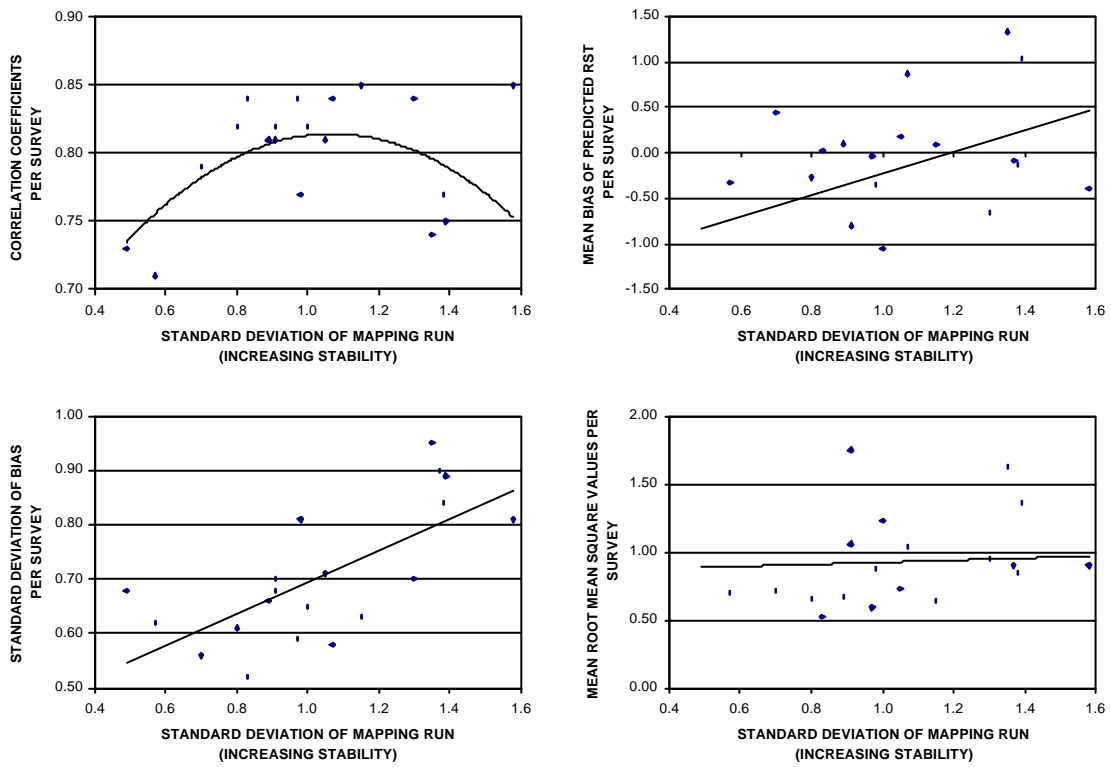 CORRELATION COEFFICIENTS
PER SURVEY
0.90
0.85
0.80
0.75
0.70
0.4 0.6 0.8 1.0 1.2 1.4 1.6
STANDARD DEVIATION OF MAPPING RUN
(INCREASING STABILITY)
MEAN BIAS OF PREDICTED RST
PER SURVEY
1.50
1.00
0.50
0.00
-0.50
-1.00
-1.50
0.4 0.6 0.8 1.0 1.2 1.4 1.6
STANDARD DEVIATION OF MAPPING RUN
(INCREASING STABILITY)
STANDARD DEVIATION OF BIAS
PER SURVEY
1.00
0.90
0.80
0.70
0.60
0.50
0.4 0.6 0.8 1.0 1.2 1.4 1.6
STANDARD DEVIATION OF MAPPING RUN
(INCREASING STABILITY)
MEAN ROOT MEAN SQUARE VALUES PER
SURVEY
2.00
1.50
1.00
0.50
0.00
0.4 0.6 0.8 1.0 1.2 1.4 1.6
STANDARD DEVIATION OF MAPPING RUN
(INCREASING STABILITY)